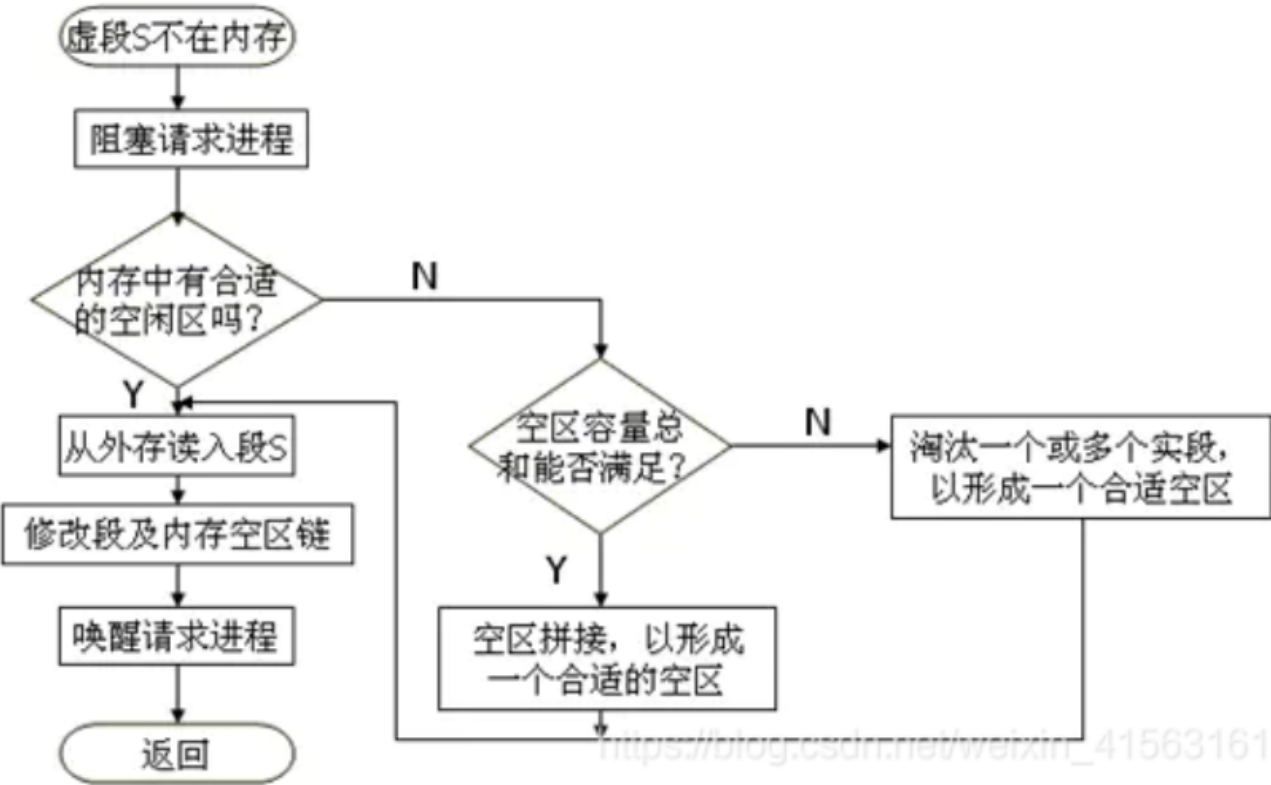 虚段S不在内存
阻塞请求进程
内存中有合适
的空闲区吗？
N
Y
从外存读入段S
修改段及内存空区链
唤醒请求进程
返回
空区容量总
和能否满足？
N
Y
淘汰一个或多个实段，
以形成一个合适空区
空区拼接，以形成
一个合适的空区
https://blog.csdn.net/weixin_41563161